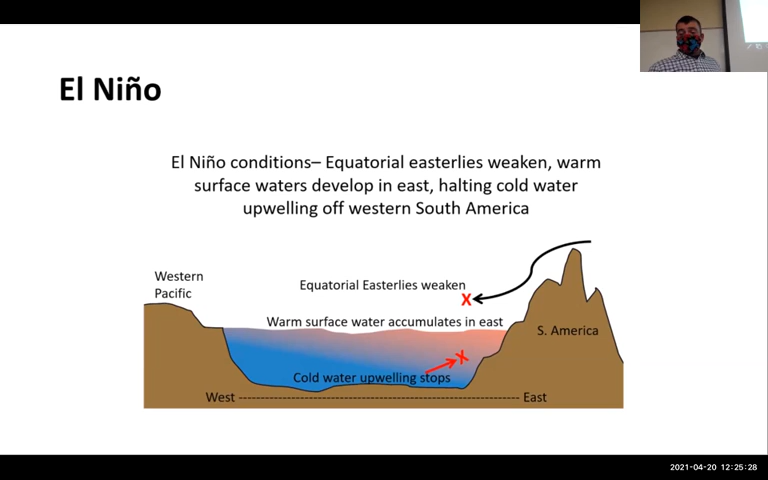 El Niño
El Niño conditions– Equatorial easterlies weaken, warm
surface waters develop in east, halting cold water
upwelling off western South America
Western
Pacific
Equatorial Easterlies weaken
X
Warm surface water accumulates in east
S. America
X
Cold water upwelling stops
West ---------------------------------------------------- East
2021-04-20 12:25:28